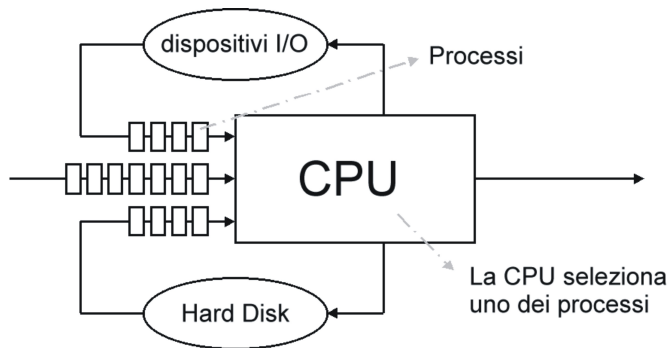 dispositivi I/O
Processi
CPU
La CPU seleziona
uno dei processi
Hard Disk